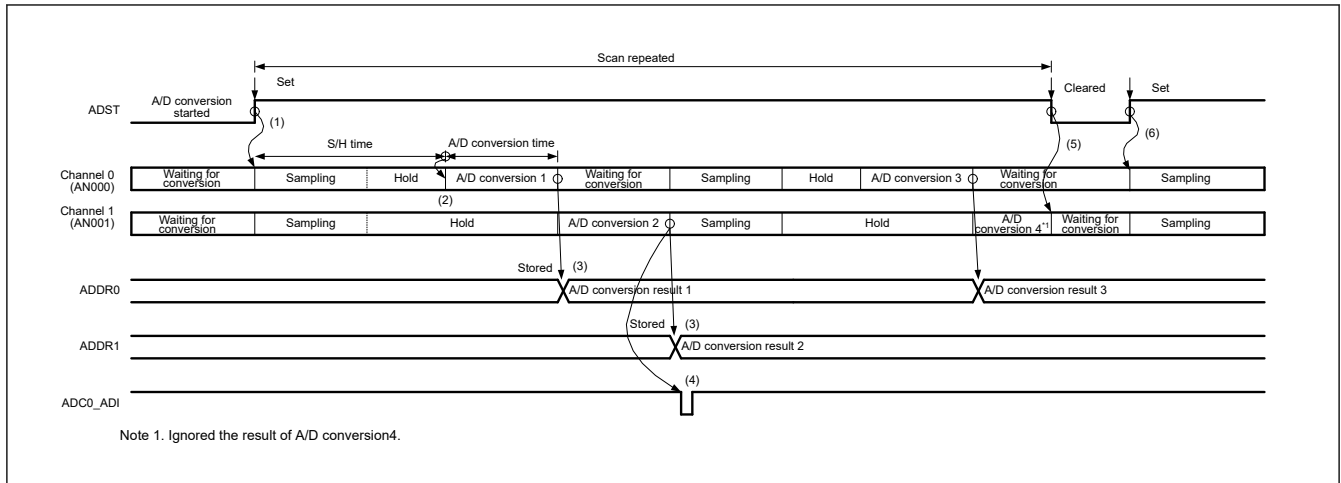 Scan repeated
Set
Cleared
Set
ADST
A/D conversion
started
(1)
(5)
(6)
S/H time
A/D conversion time
Channel 0
(AN000)
Waiting for
conversion
Sampling
Hold
A/D conversion 1
Waiting for
conversion
Sampling
Hold
A/D conversion 3
Waiting for
conversion
Sampling
(2)
Channel 1
(AN001)
Waiting for
conversion
Sampling
Hold
A/D conversion 2
Sampling
Hold
A/D
conversion 4*1
Waiting for
conversion
Sampling
Stored
(3)
ADDR0
A/D conversion result 1
A/D conversion result 3
Stored
(3)
ADDR1
A/D conversion result 2
(4)
ADC0_ADI
Note 1. Ignored the result of A/D conversion4.